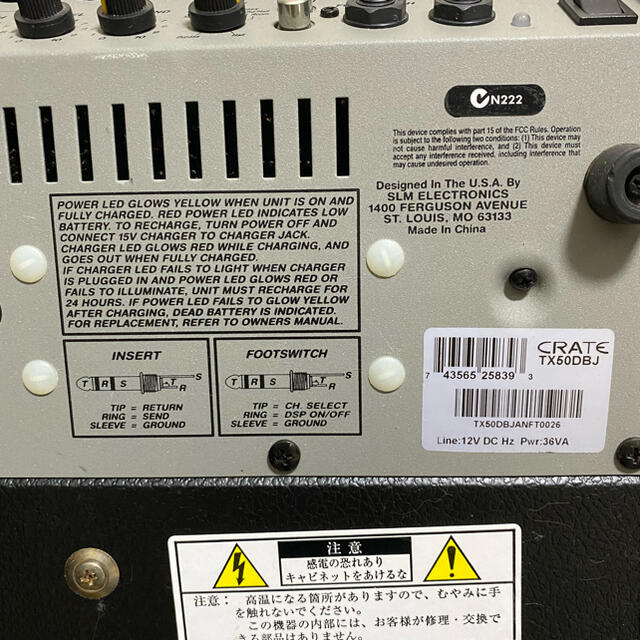 N222
This device complies with part 15 of the FCC Rules. Operation
is subject to the following two conditions: (1) This device may
not cause harmful interference, and (2) This device must
accept any interference received, including interference that
may cause undesired operation.
Designed In The U.S.A. By
SLM ELECTRONICS
1400 FERGUSON AVENUE
ST. LOUIS, MO 63133
Made In China
POWER LED GLOWS YELLOW WHEN UNIT IS ON AND
FULLY CHARGED. RED POWER LED INDICATES LOW
BATTERY. TO RECHARGE, TURN POWER OFF AND
CONNECT 15V CHARGER TO CHARGER JACK.
CHARGER LED GLOWS RED WHILE CHARGING, AND
GOES OUT WHEN FULLY CHARGED.
IF CHARGER LED FAILS TO LIGHT WHEN CHARGER
IS PLUGGED IN AND POWER LED GLOWS RED OR
FAILS TO ILLUMINATE, UNIT MUST RECHARGE FOR
24 HOURS. IF POWER LED FAILS TO GLOW YELLOW
AFTER CHARGING, DEAD BATTERY IS INDICATED.
FOR REPLACEMENT, REFER TO OWNERS MANUAL.
INSERT
T R S
S
T
R
TIP = RETURN
RING = SEND
SLEEVE = GROUND
FOOTSWITCH
T R S
S
T
R
TIP = CH. SELECT
RING = DSP ON/OFF
SLEEVE = GROUND
CRATE
TX50DBJ
7 43565 25839 3
TX50DBJANFT0026
Line:12V DC Hz Pwr:36VA
注意
感電の恐れあり
キャビネットをあけるな
注意: 高温になる箇所がありますので、むやみに手
を触れないでください。
この機器の内部には、お客様が修理・交換で
きる部品はありません。